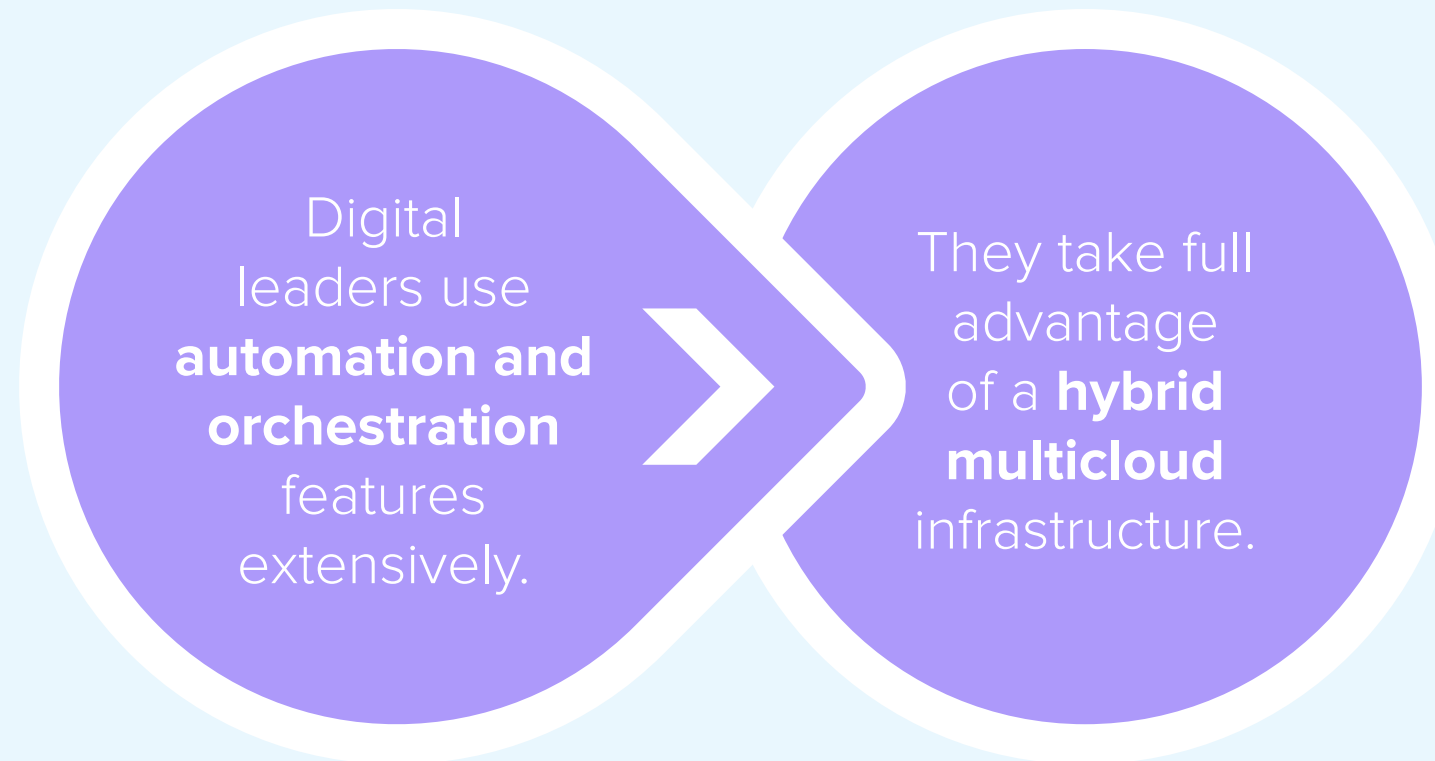 Digital
leaders use
automation and
orchestration
features
extensively.
They take full
advantage
of a hybrid
multicloud
infrastructure.